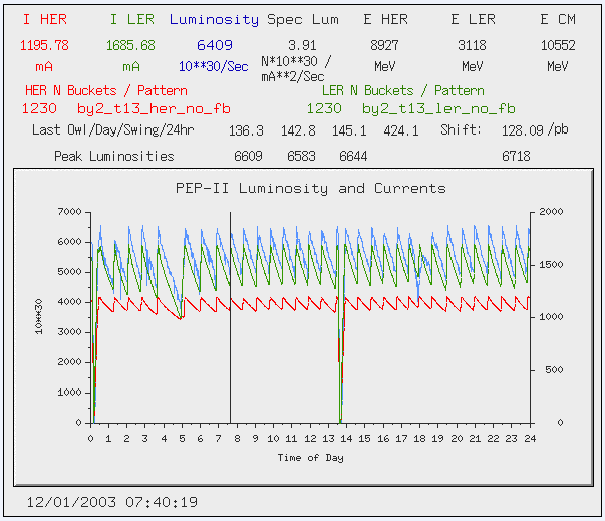 I HER I LER Luminosity Spec Lum E HER E LER E CM
1195.78 1685.68 6409 3.91 8927 3118 10552
mA mA 10**30/Sec N*10**30 / mA**2/Sec MeV MeV MeV
HER N Buckets / Pattern LER N Buckets / Pattern
1230 by2_t13_her_no_fb 1230 by2_t13_ler_no_fb
Last Owl/Day/Swing/24hr 136.3 142.8 145.1 424.1 Shift: 128.09 /pb
Peak Luminosities 6609 6583 6644 6718
PEP-II Luminosity and Currents
7000 2000
6000
1500
5000
4000
1000
10**30
3000
2000
500
1000
0 0
0 1 2 3 4 5 6 7 8 9 10 11 12 13 14 15 16 17 18 19 20 21 22 23 24
Time of Day
12/01/2003 07:40:19